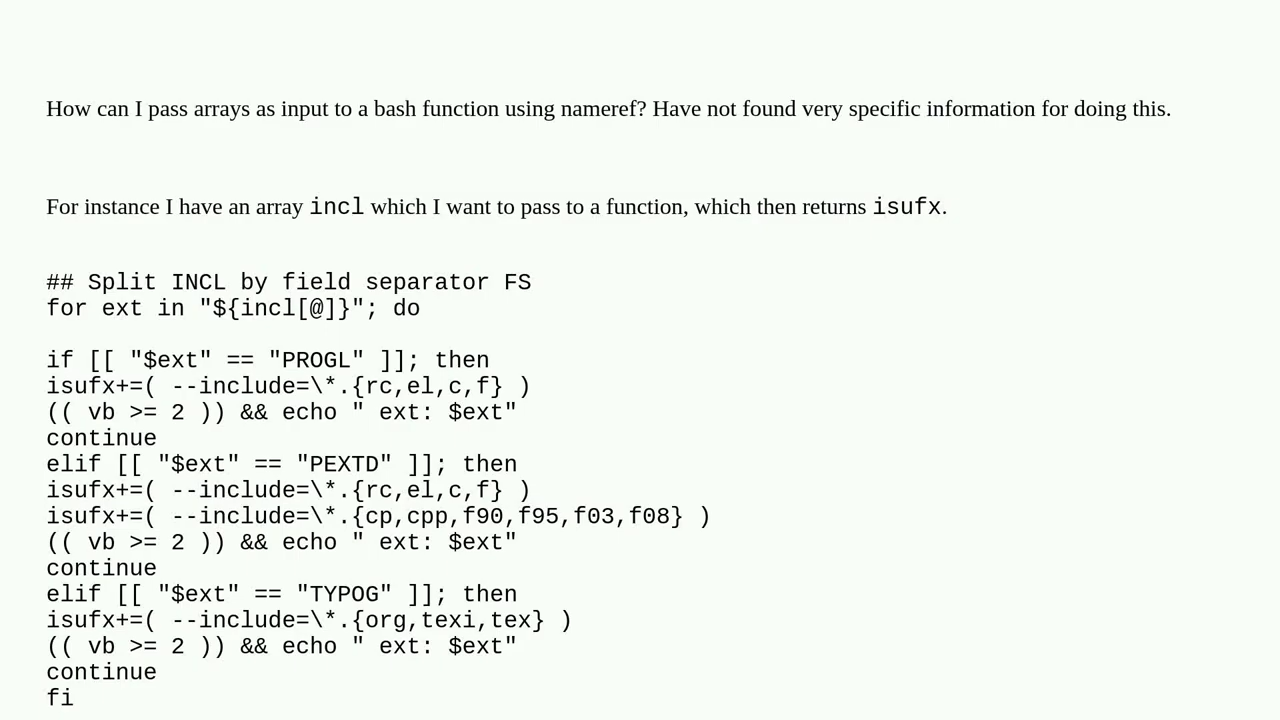 How can I pass arrays as input to a bash function using nameref? Have not found very specific information for doing this.
For instance I have an array incl which I want to pass to a function, which then returns isufx.
## Split INCL by field separator FS
for ext in "${incl[@]}"; do
if [[ "$ext" == "PROGL" ]]; then
isufx+=( --include=\*.{rc,el,c,f} )
(( vb >= 2 )) && echo " ext: $ext"
continue
elif [[ "$ext" == "PEXTD" ]]; then
isufx+=( --include=\*.{rc,el,c,f} )
isufx+=( --include=\*.{cp,cpp,f90,f95,f03,f08} )
(( vb >= 2 )) && echo " ext: $ext"
continue
elif [[ "$ext" == "TYPOG" ]]; then
isufx+=( --include=\*.{org,texi,tex} )
(( vb >= 2 )) && echo " ext: $ext"
continue
fi